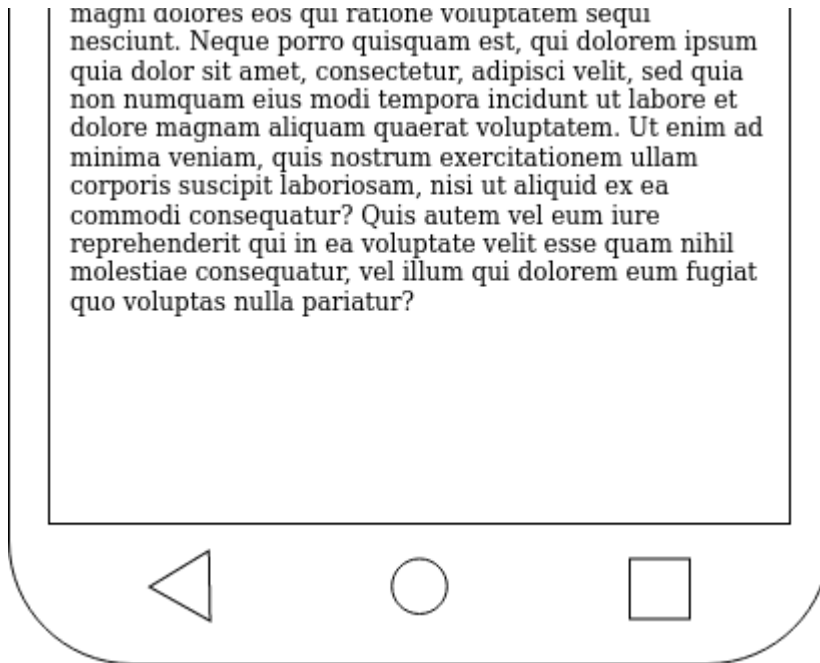 magni dolores eos qui ratione voluptatem sequi
nesciunt. Neque porro quisquam est, qui dolorem ipsum
quia dolor sit amet, consectetur, adipisci velit, sed quia
non numquam eius modi tempora incidunt ut labore et
dolore magnam aliquam quaerat voluptatem. Ut enim ad
minima veniam, quis nostrum exercitationem ullam
corporis suscipit laboriosam, nisi ut aliquid ex ea
commodi consequatur? Quis autem vel eum iure
reprehenderit qui in ea voluptate velit esse quam nihil
molestiae consequatur, vel illum qui dolorem eum fugiat
quo voluptas nulla pariatur?